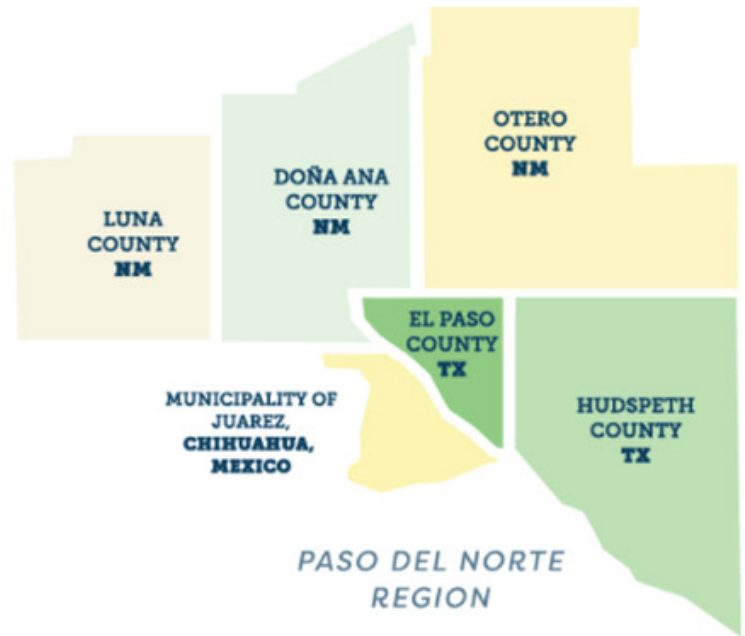 OTERO
COUNTY
NM
DOÑA ANA
COUNTY
NM
LUNA
COUNTY
NM
EL PASO
COUNTY
TX
MUNICIPALITY OF
JUAREZ,
CHIHUAHUA,
MEXICO
HUDSPETH
COUNTY
TX
PASO DEL NORTE
REGION